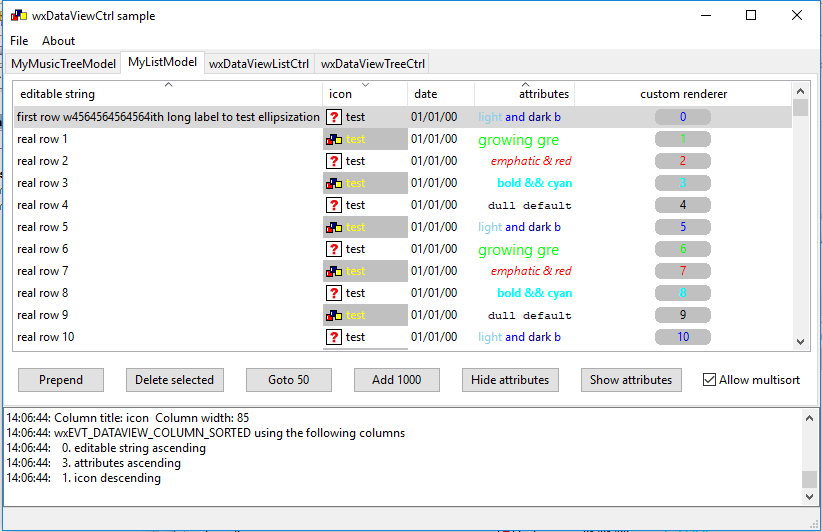 wxDataViewCtrl sample
File About
MyMusicTreeModel MyListModel wxDataViewListCtrl wxDataViewTreeCtrl
editable string icon date attributes custom renderer
first row w4564564564564ith long label to test ellipsization ? test 01/01/00 light and dark b 0
real row 1 test 01/01/00 growing gre 1
real row 2 ? test 01/01/00 emphatic & red 2
real row 3 test 01/01/00 bold && cyan 3
real row 4 ? test 01/01/00 dull default 4
real row 5 test 01/01/00 light and dark b 5
real row 6 ? test 01/01/00 growing gre 6
real row 7 test 01/01/00 emphatic & red 7
real row 8 ? test 01/01/00 bold && cyan 8
real row 9 test 01/01/00 dull default 9
real row 10 ? test 01/01/00 light and dark b 10
Prepend Delete selected Goto 50 Add 1000 Hide attributes Show attributes Allow multisort
14:06:44: Column title: icon Column width: 85
14:06:44: wxEVT_DATAVIEW_COLUMN_SORTED using the following columns
14:06:44: 0. editable string ascending
14:06:44: 3. attributes ascending
14:06:44: 1. icon descending